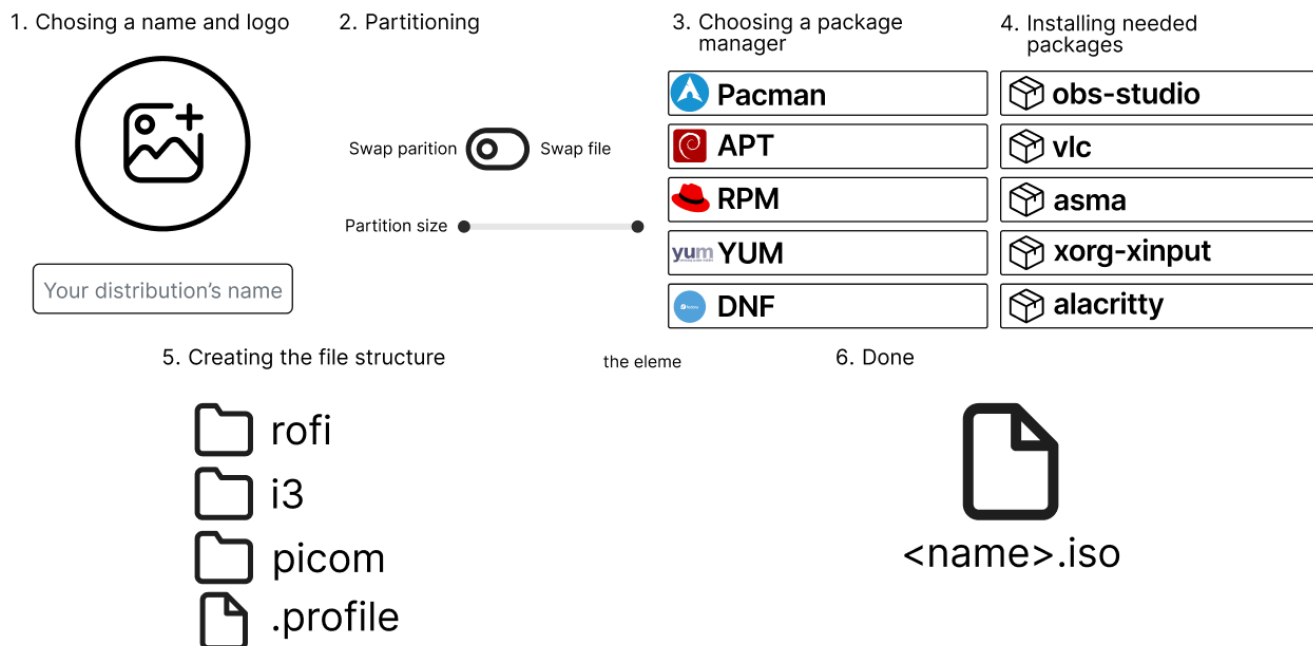 1. Chosing a name and logo
Your distribution's name
2. Partitioning
Swap parition
Swap file
Partition size
3. Choosing a package
manager
Pacman
APT
RPM
yum YUM
DNF
4. Installing needed
packages
obs-studio
vlc
asma
xorg-xinput
alacritty
5. Creating the file structure
rofi
i3
picom
.profile
the eleme
6. Done
<name>.iso